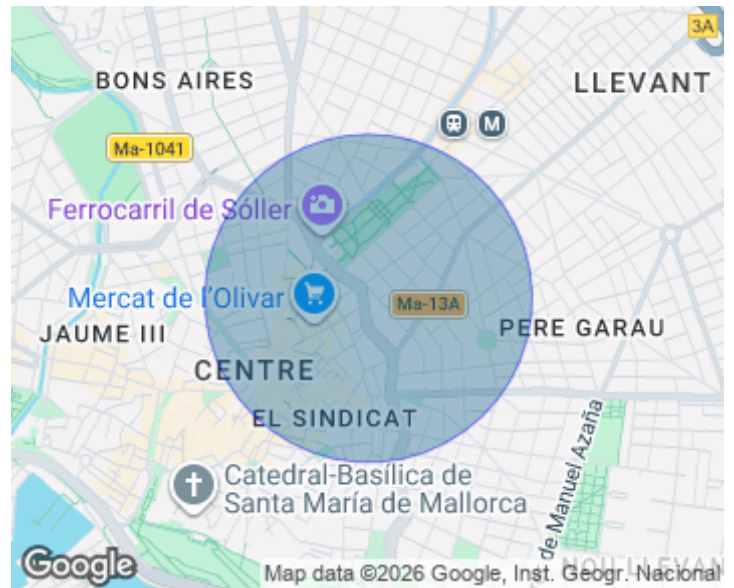 3A
BONS AIRES
LLEVANT
M
Ma-1041
Ferrocarril de Sóller
Mercat de l'Olivar
Ma-13A
JAUME III
PERE GARAU
CENTRE
EL SINDICAT
de Manuel Azaña
Catedral-Basílica de
Santa María de Mallorca
NOU LLEVANT
Google
Map data ©2026 Google, Inst. Geogr. Nacional